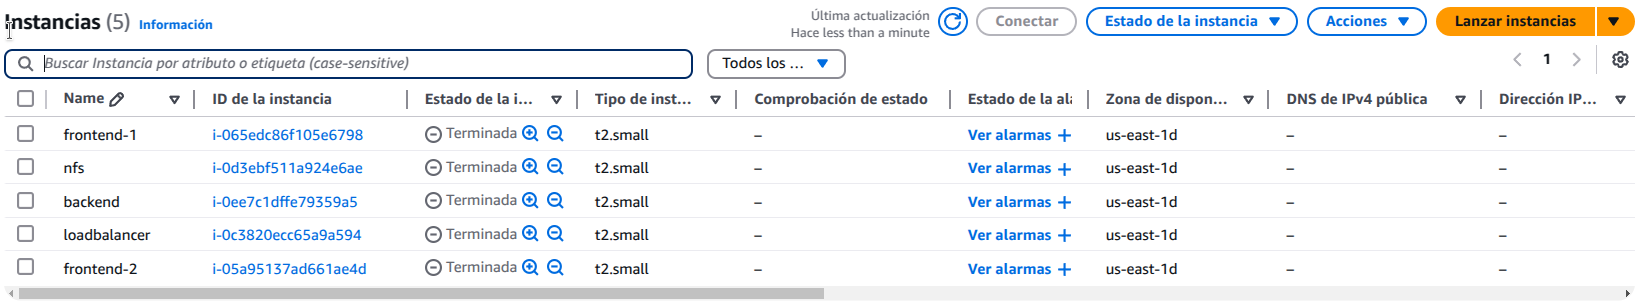 Instancias (5) Información
Última actualización
Hace less than a minute
Conectar
Estado de la instancia
Acciones
Lanzar instancias
Buscar Instancia por atributo o etiqueta (case-sensitive)
Todos los ...
1
Name ID de la instancia Estado de la i... Tipo de inst... Comprobación de estado Estado de la al Zona de dispon... DNS de IPv4 pública Dirección IP...
frontend-1 i-065edc86f105e6798 Terminada t2.small – Ver alarmas + us-east-1d – –
nfs i-0d3ebf511a924e6ae Terminada t2.small – Ver alarmas + us-east-1d – –
backend i-0ee7c1dffe79359a5 Terminada t2.small – Ver alarmas + us-east-1d – –
loadbalancer i-0c3820ecc65a9a594 Terminada t2.small – Ver alarmas + us-east-1d – –
frontend-2 i-05a95137ad661ae4d Terminada t2.small – Ver alarmas + us-east-1d – –